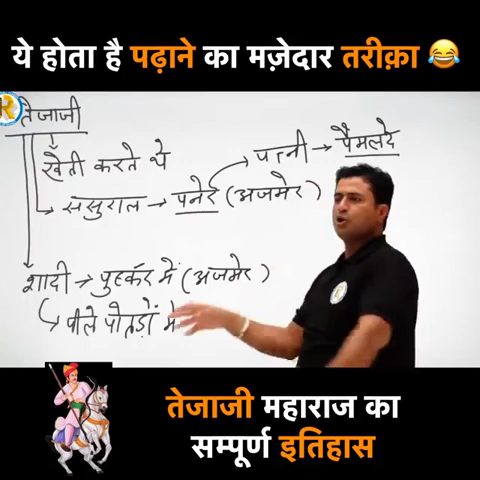 ये होता है पढ़ाने का मज़ेदार तरीक़ा 😂
R
तेजाजी
खेती करते थे
पत्नी → पैमलदे
ससुराल → पनेर (अजमेर)
शादी → पुष्कर में (अजमेर)
पीले पोतड़ों में
तेजाजी महाराज का
सम्पूर्ण इतिहास